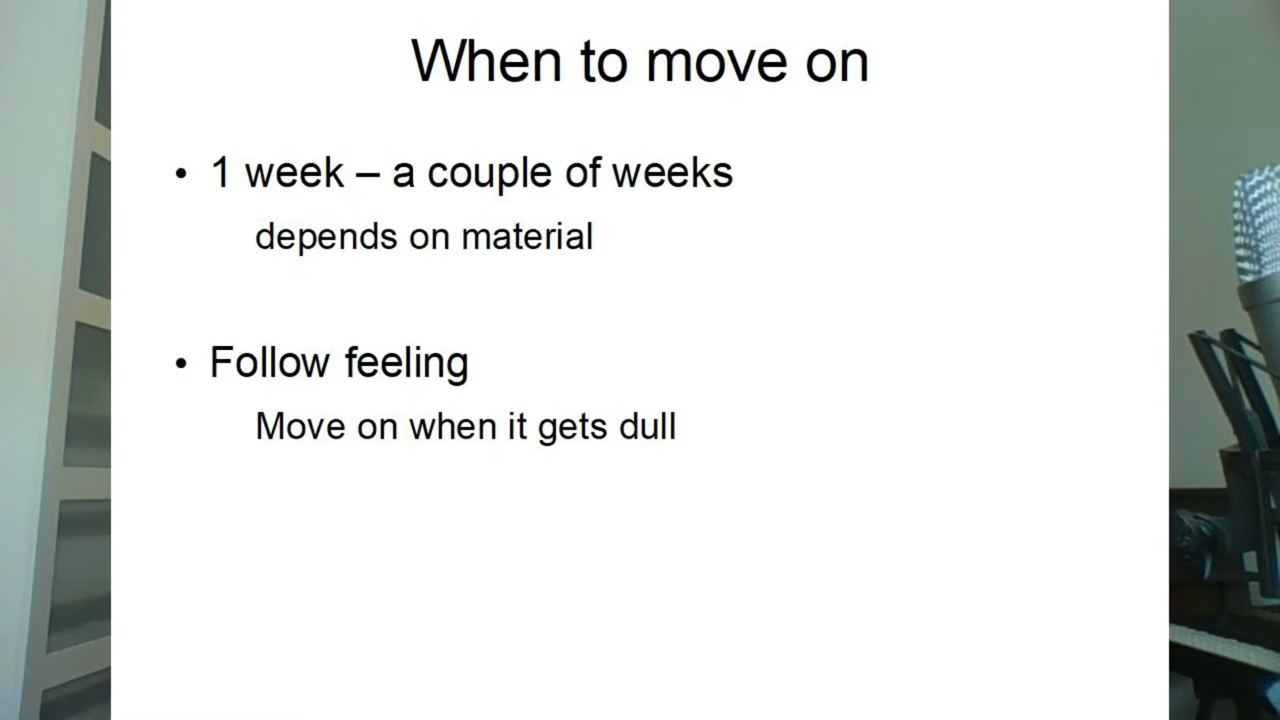 When to move on
• 1 week – a couple of weeks
depends on material
• Follow feeling
Move on when it gets dull